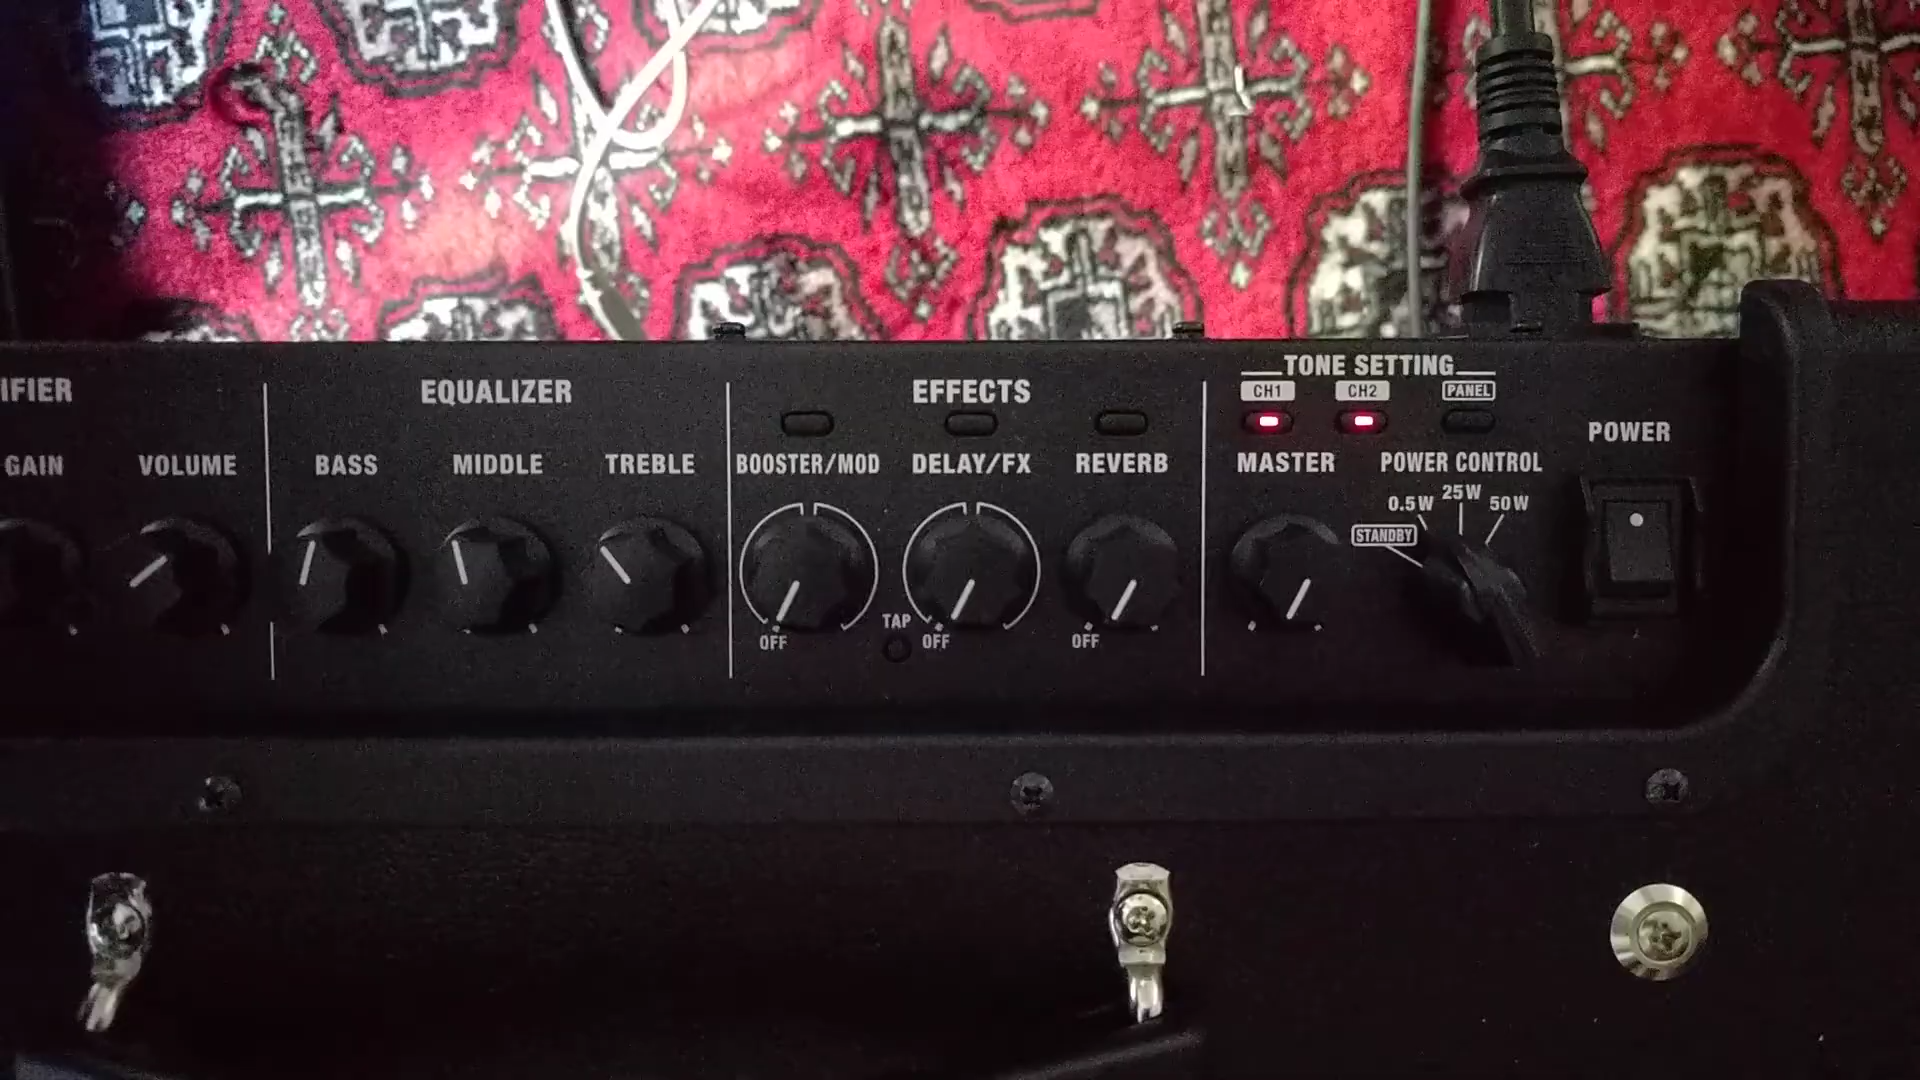 IFIER
EQUALIZER
EFFECTS
TONE SETTING
CH1
CH2
PANEL
POWER
GAIN
VOLUME
BASS
MIDDLE
TREBLE
BOOSTER/MOD
DELAY/FX
REVERB
MASTER
POWER CONTROL
0.5W
25W
50W
STANDBY
TAP
OFF
OFF
OFF